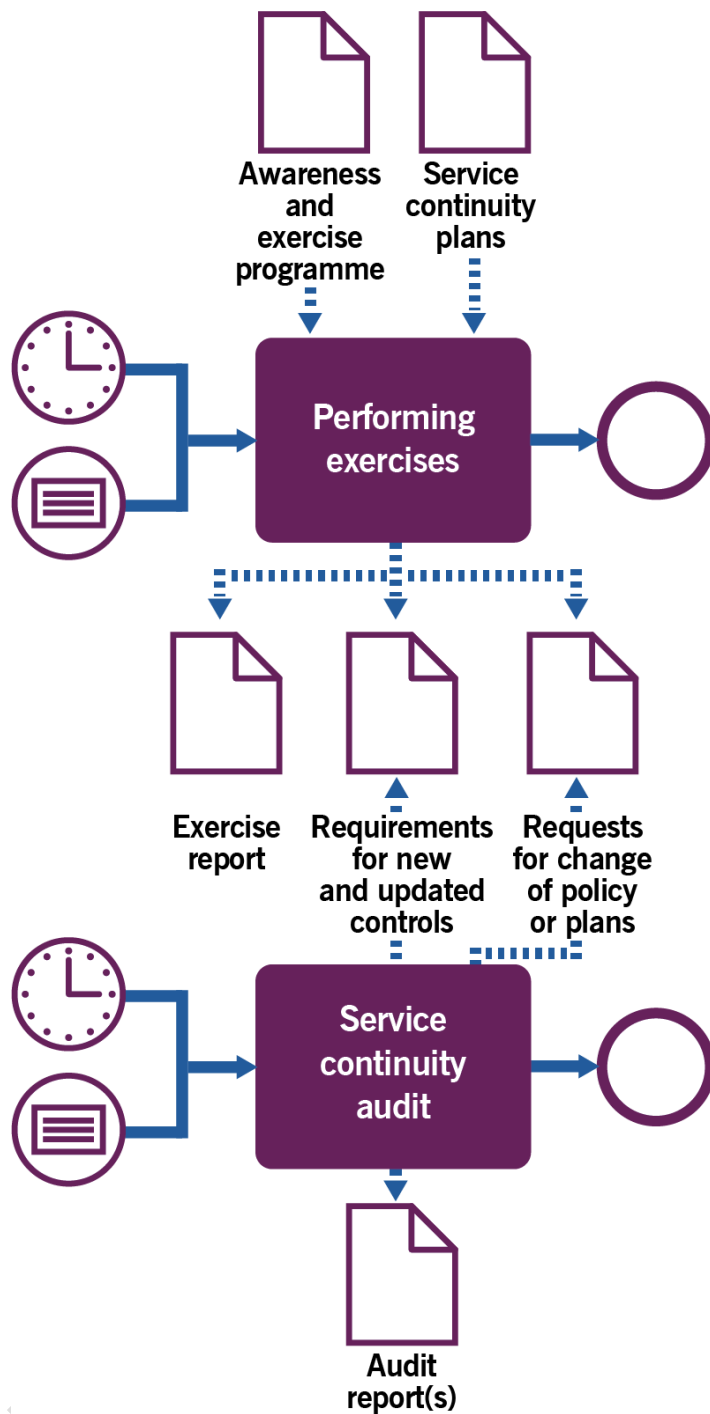 Awareness
and
exercise
programme
Service
continuity
plans
Performing
exercises
Exercise
report
Requirements
for new
and updated
controls
Requests
for change
of policy
or plans
Service
continuity
audit
Audit
report(s)